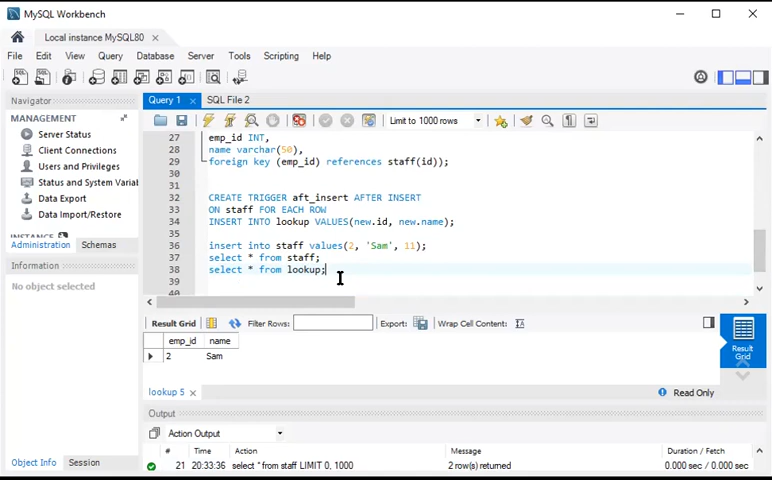 MySQL Workbench
Local instance MySQL80
File Edit View Query Database Server Tools Scripting Help
Navigator
MANAGEMENT
Server Status
Client Connections
Users and Privileges
Status and System Variab
Data Export
Data Import/Restore
Administration Schemas
Information
No object selected
Object Info Session
Query 1 SQL File 2
Limit to 1000 rows
27 emp_id INT,
28 name varchar(50),
29 foreign key (emp_id) references staff(id));
30
31
32 CREATE TRIGGER aft_insert AFTER INSERT
33 ON staff FOR EACH ROW
34 INSERT INTO lookup VALUES(new.id, new.name);
35
36 insert into staff values(2, 'Sam', 11);
37 select * from staff;
38 select * from lookup;
39
40
Result Grid Filter Rows: Export: Wrap Cell Content: IA
emp_id name
2 Sam
Result
Grid
lookup 5 Read Only
Output
Action Output
# Time Action Message Duration / Fetch
21 20:33:36 select * from staff LIMIT 0, 1000 2 row(s) returned 0.000 sec / 0.000 sec